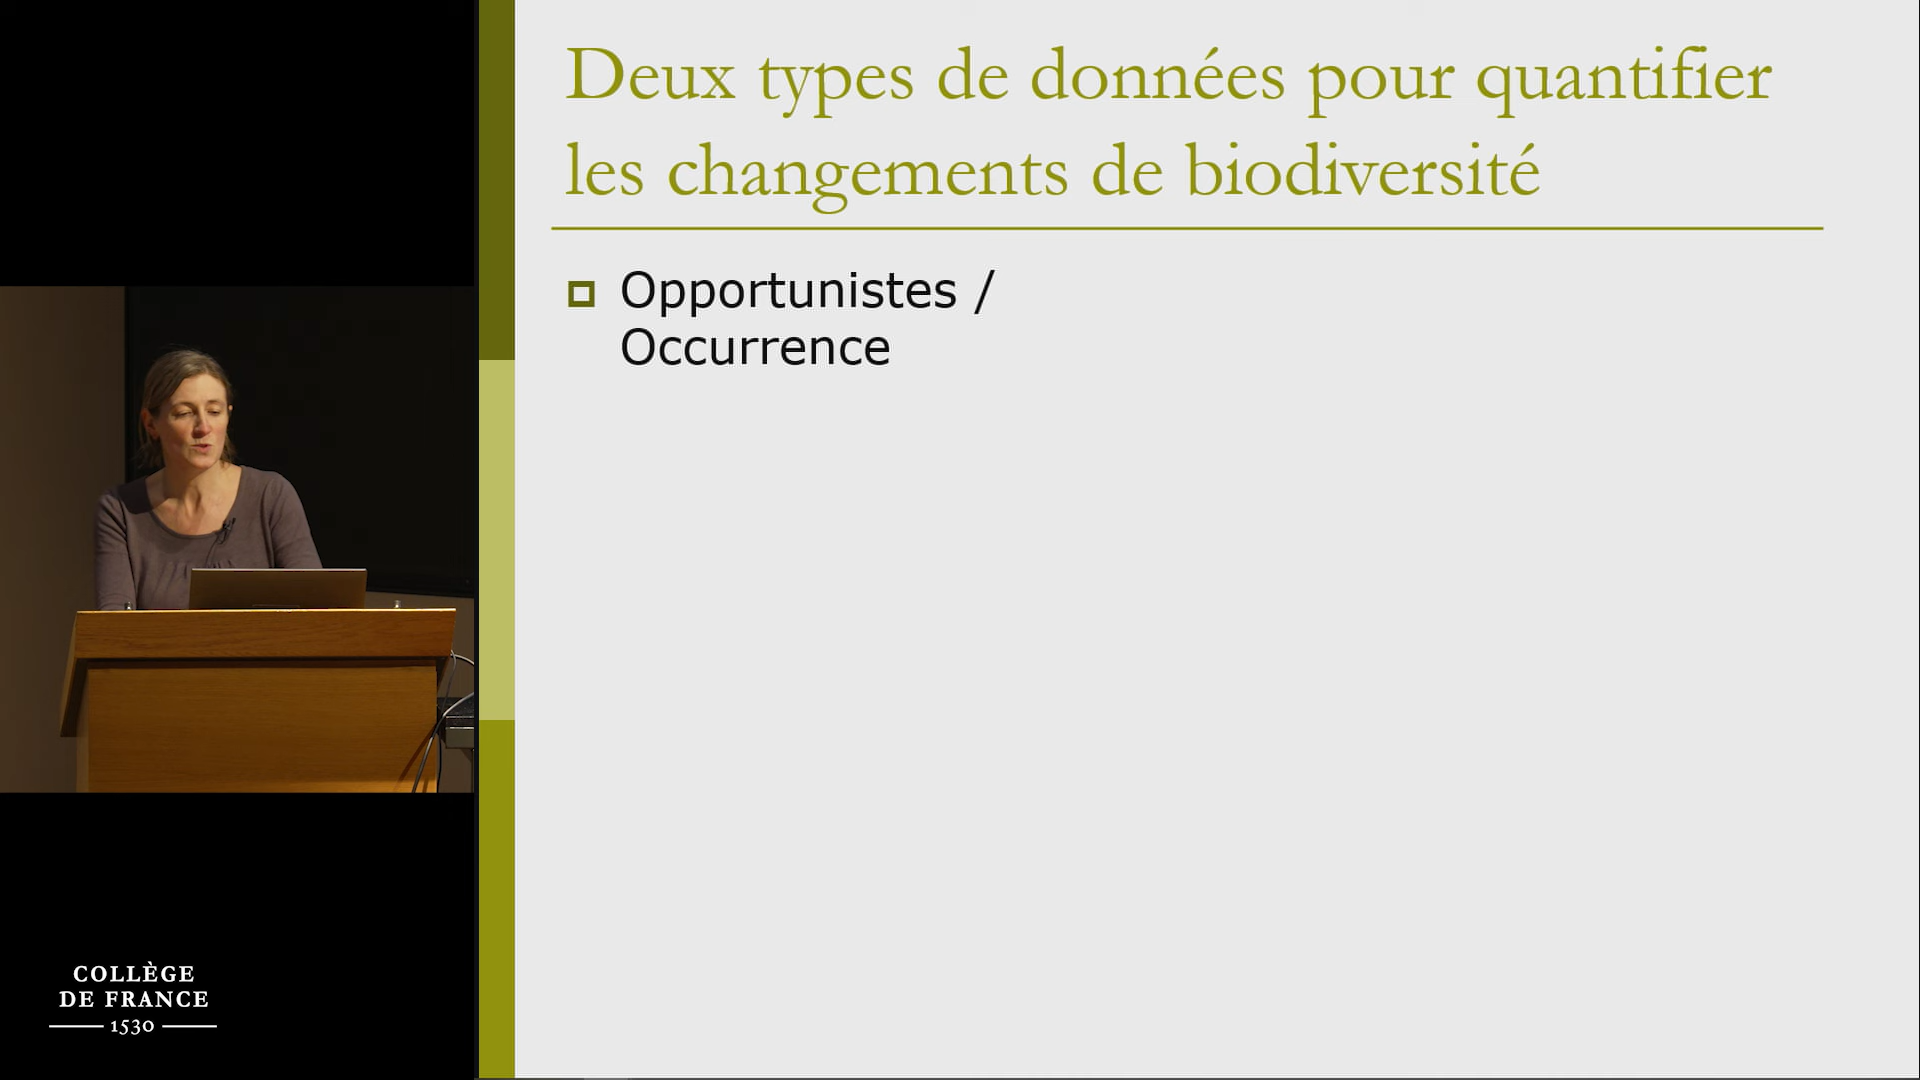 Deux types de données pour quantifier
les changements de biodiversité
Opportunistes /
Occurrence
COLLÈGE
DE FRANCE
1530